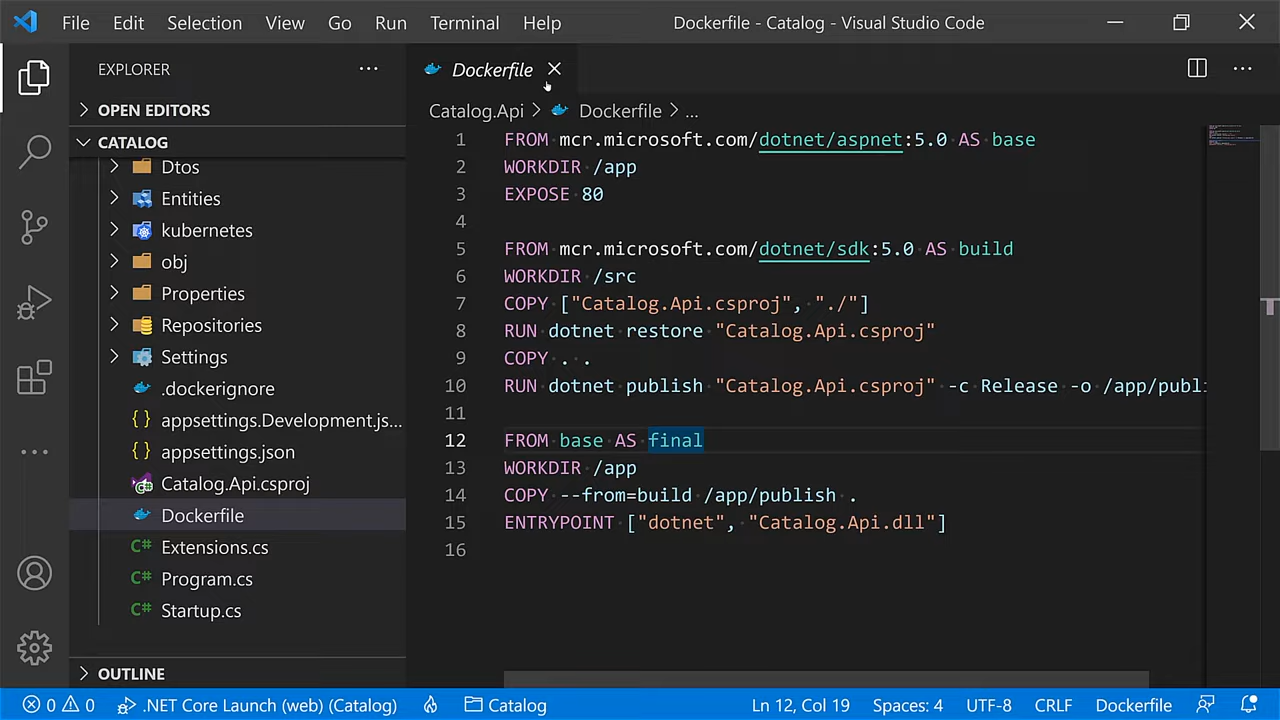 File Edit Selection View Go Run Terminal Help Dockerfile - Catalog - Visual Studio Code
EXPLORER
OPEN EDITORS
CATALOG
Dtos
Entities
kubernetes
obj
Properties
Repositories
Settings
.dockerignore
appsettings.Development.js...
appsettings.json
Catalog.Api.csproj
Dockerfile
Extensions.cs
Program.cs
Startup.cs
OUTLINE
Dockerfile
Catalog.Api > Dockerfile > ...
1 FROM mcr.microsoft.com/dotnet/aspnet:5.0 AS base
2 WORKDIR /app
3 EXPOSE 80
4
5 FROM mcr.microsoft.com/dotnet/sdk:5.0 AS build
6 WORKDIR /src
7 COPY ["Catalog.Api.csproj", "./"]
8 RUN dotnet restore "Catalog.Api.csproj"
9 COPY . .
10 RUN dotnet publish "Catalog.Api.csproj" -c Release -o /app/publi
11
12 FROM base AS final
13 WORKDIR /app
14 COPY --from=build /app/publish .
15 ENTRYPOINT ["dotnet", "Catalog.Api.dll"]
16
0 0 .NET Core Launch (web) (Catalog) Catalog Ln 12, Col 19 Spaces: 4 UTF-8 CRLF Dockerfile